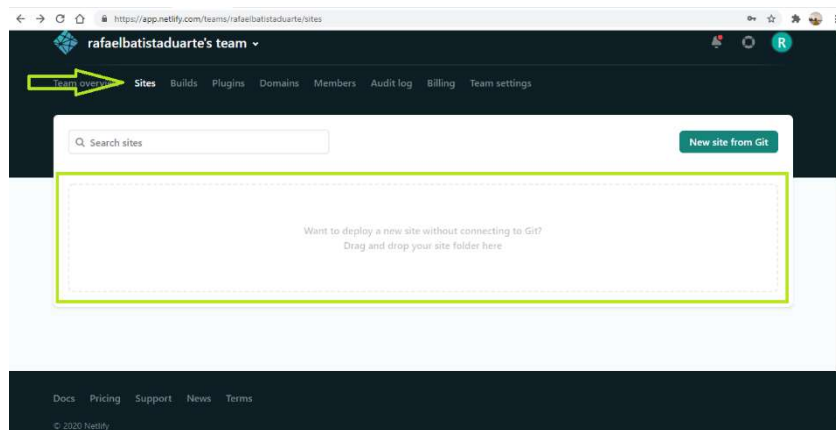 https://app.netlify.com/teams/rafaelbatistaduarte/sites
rafaelbatistaduarte's team
R
Team overview Sites Builds Plugins Domains Members Audit log Billing Team settings
Search sites
New site from Git
Want to deploy a new site without connecting to Git?
Drag and drop your site folder here
Docs Pricing Support News Terms
© 2020 Netlify